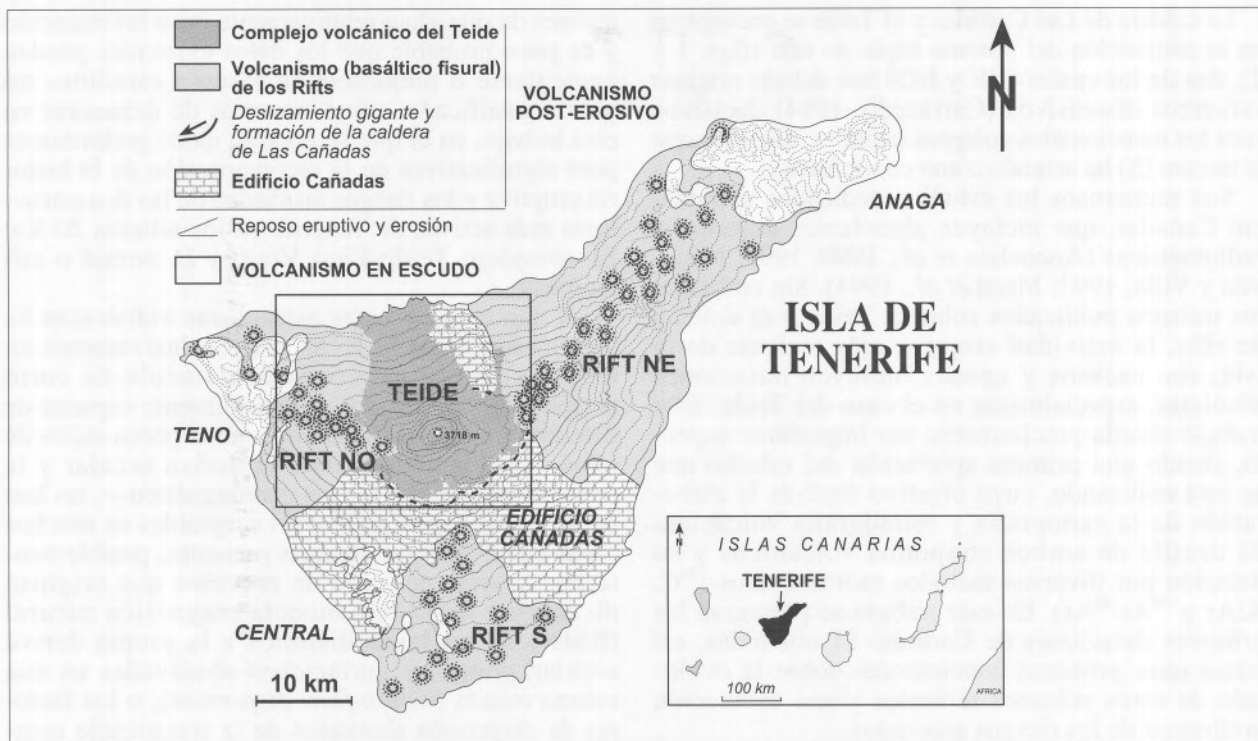 Complejo volcánico del Teide
Volcanismo (basáltico fisural)
de los Rifts
Deslizamiento gigante y
formación de la caldera
de Las Cañadas
Edificio Cañadas
Reposo eruptivo y erosión
VOLCANISMO EN ESCUDO
VOLCANISMO
POST-EROSIVO
N
ANAGA
ISLA DE
TENERIFE
RIFT NE
TEIDE
3718 m
TENO
RIFT NO
EDIFICIO
CAÑADAS
CENTRAL
RIFT S
10 km
ISLAS CANARIAS
TENERIFE
100 km
AFRICA